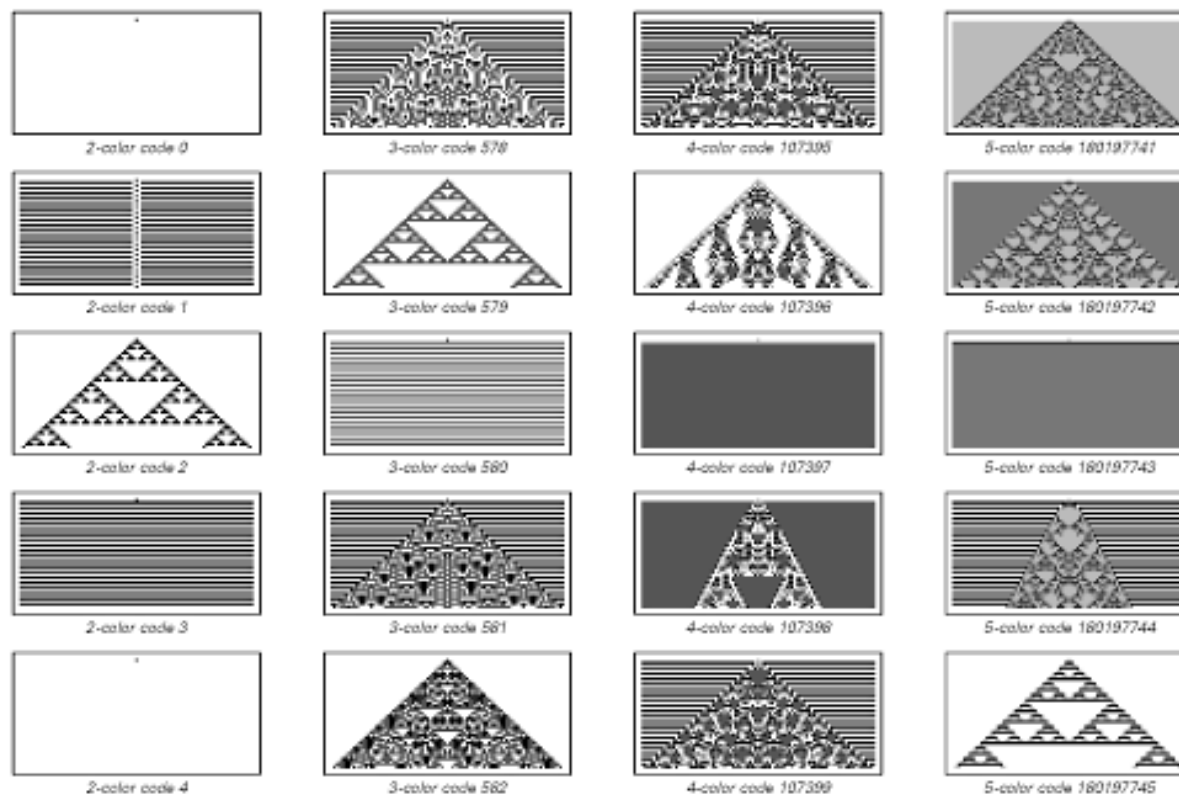 2-color code 0 3-color code 578 4-color code 107395 5-color code 180197741
2-color code 1 3-color code 579 4-color code 107396 5-color code 180197742
2-color code 2 3-color code 580 4-color code 107397 5-color code 180197743
2-color code 3 3-color code 581 4-color code 107398 5-color code 180197744
2-color code 4 3-color code 582 4-color code 107399 5-color code 180197745